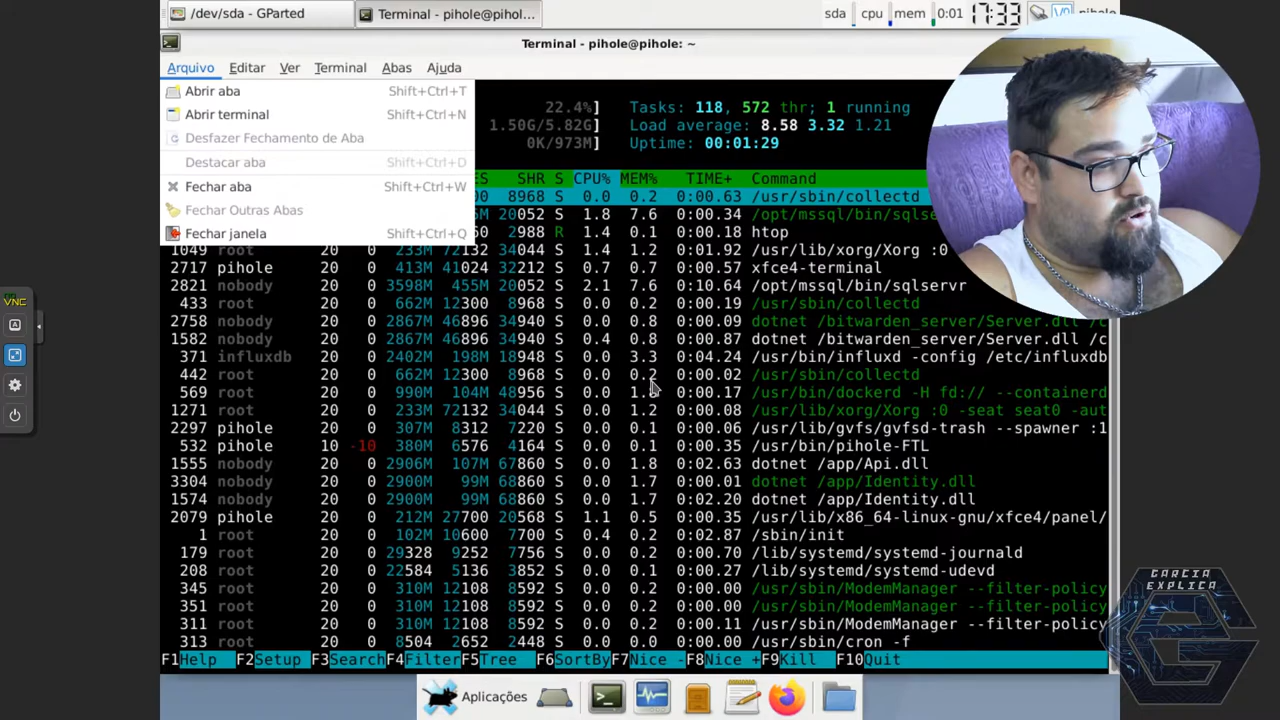 /dev/sda - GParted Terminal - pihole@pihol... sda cpu mem 0:01 17:33 pihole
Terminal - pihole@pihole: ~
Arquivo Editar Ver Terminal Abas Ajuda
Abrir aba Shift+Ctrl+T
Abrir terminal Shift+Ctrl+N
Desfazer Fechamento de Aba
Destacar aba Shift+Ctrl+D
Fechar aba Shift+Ctrl+W
Fechar Outras Abas
Fechar janela Shift+Ctrl+Q
22.4%] Tasks: 118, 572 thr; 1 running
1.50G/5.82G] Load average: 8.58 3.32 1.21
0K/973M] Uptime: 00:01:29
SHR S CPU% MEM% TIME+ Command
8968 S 0.0 0.2 0:00.63 /usr/sbin/collectd
20052 S 1.8 7.6 0:00.34 /opt/mssql/bin/sqlse
2988 R 1.4 0.1 0:00.18 htop
1049 root 20 0 233M 72132 34044 S 1.4 1.2 0:01.92 /usr/lib/xorg/Xorg :0
2717 pihole 20 0 413M 41024 32212 S 0.7 0.7 0:00.57 xfce4-terminal
2821 nobody 20 0 3598M 455M 20052 S 2.1 7.6 0:10.64 /opt/mssql/bin/sqlservr
433 root 20 0 662M 12300 8968 S 0.0 0.2 0:00.19 /usr/sbin/collectd
2758 nobody 20 0 2867M 46896 34940 S 0.0 0.8 0:00.09 dotnet /bitwarden_server/Server.dll /c
1582 nobody 20 0 2867M 46896 34940 S 0.4 0.8 0:00.87 dotnet /bitwarden_server/Server.dll /c
371 influxdb 20 0 2402M 198M 18948 S 0.0 3.3 0:04.24 /usr/bin/influxd -config /etc/influxdb
442 root 20 0 662M 12300 8968 S 0.0 0.2 0:00.02 /usr/sbin/collectd
569 root 20 0 990M 104M 48956 S 0.0 0:00.17 /usr/bin/dockerd -H fd:// --containerd
1271 root 20 0 233M 72132 34044 S 0.0 1.2 0:00.08 /usr/lib/xorg/Xorg :0 -seat seat0 -aut
2297 pihole 20 0 307M 8312 7220 S 0.0 0.1 0:00.06 /usr/lib/gvfs/gvfsd-trash --spawner :1
532 pihole 10 -10 380M 6576 4164 S 0.0 0.1 0:00.35 /usr/bin/pihole-FTL
1555 nobody 20 0 2906M 107M 67860 S 0.0 1.8 0:02.63 dotnet /app/Api.dll
3304 nobody 20 0 2900M 99M 68860 S 0.0 1.7 0:00.01 dotnet /app/Identity.dll
1574 nobody 20 0 2900M 99M 68860 S 0.0 1.7 0:02.20 dotnet /app/Identity.dll
2079 pihole 20 0 212M 27700 20568 S 1.1 0.5 0:00.35 /usr/lib/x86_64-linux-gnu/xfce4/panel/
1 root 20 0 102M 10600 7700 S 0.4 0.2 0:02.87 /sbin/init
179 root 20 0 29328 9252 7756 S 0.0 0.2 0:00.70 /lib/systemd/systemd-journald
208 root 20 0 22584 5136 3852 S 0.0 0.1 0:00.27 /lib/systemd/systemd-udevd
345 root 20 0 310M 12108 8592 S 0.0 0.2 0:00.00 /usr/sbin/ModemManager --filter-policy
351 root 20 0 310M 12108 8592 S 0.0 0.2 0:00.00 /usr/sbin/ModemManager --filter-policy
311 root 20 0 310M 12108 8592 S 0.0 0.2 0:00.11 /usr/sbin/ModemManager --filter-policy
313 root 20 0 8504 2652 2448 S 0.0 0.0 0:00.00 /usr/sbin/cron -f
F1Help F2Setup F3Search F4Filter F5Tree F6SortBy F7Nice - F8Nice + F9Kill F10Quit
Aplicações
VNC
GARCIA
EXPLICA